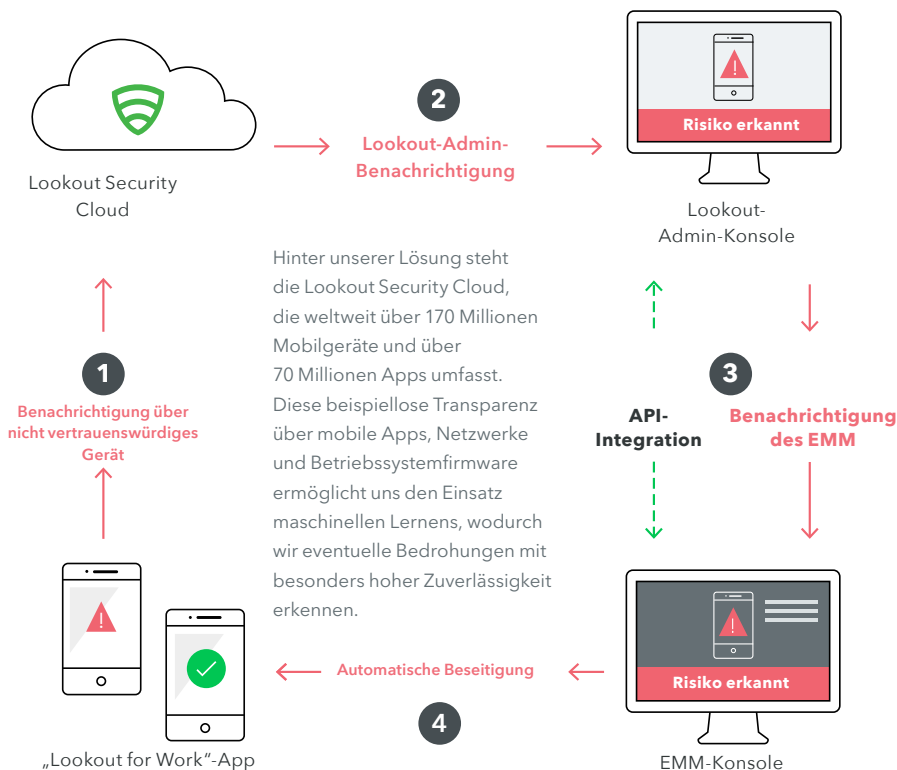 2
Risiko erkannt
Lookout-Admin-
Benachrichtigung
Lookout Security
Cloud
Lookout-
Admin-Konsole
Hinter unserer Lösung steht
die Lookout Security Cloud,
die weltweit über 170 Millionen
Mobilgeräte und über
70 Millionen Apps umfasst.
Diese beispiellose Transparenz
über mobile Apps, Netzwerke
und Betriebssystemfirmware
ermöglicht uns den Einsatz
maschinellen Lernens, wodurch
wir eventuelle Bedrohungen mit
besonders hoher Zuverlässigkeit
erkennen.
1
Benachrichtigung über
nicht vertrauenswürdiges
Gerät
3
API-
Integration
Benachrichtigung
des EMM
Risiko erkannt
Automatische Beseitigung
4
„Lookout for Work“-App
EMM-Konsole